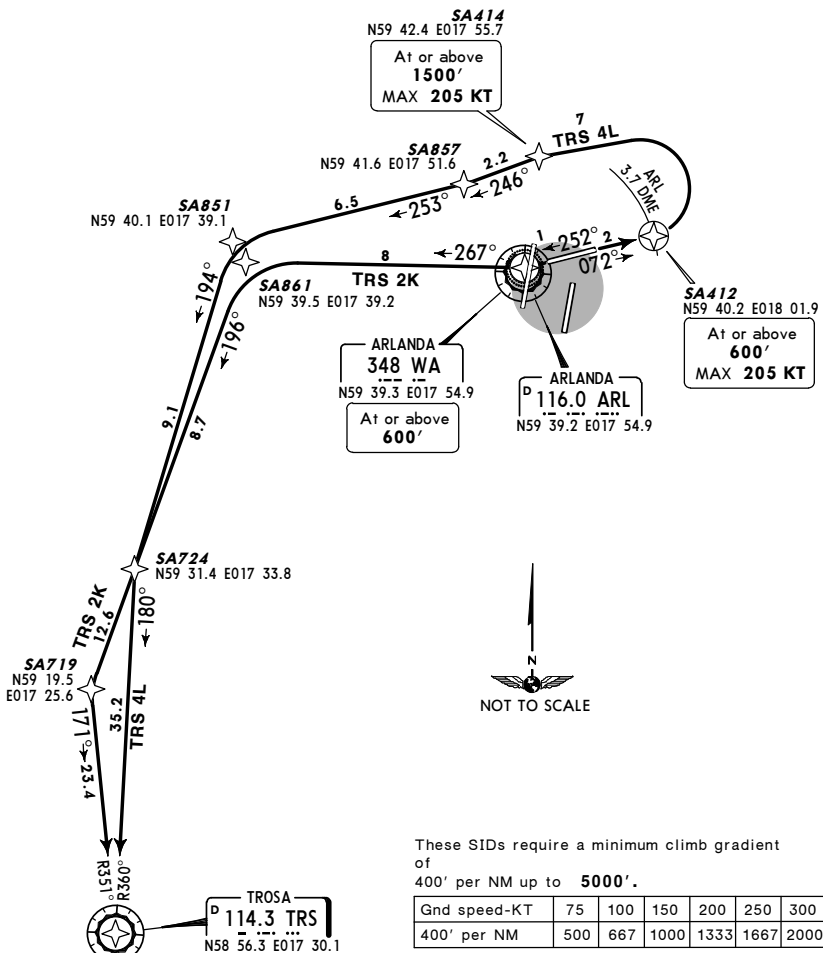 SA414
N59 42.4 E017 55.7
At or above
1500'
MAX 205 KT
7
TRS 4L
SA857
N59 41.6 E017 51.6
2.2
←246°
ARL
3.7 DME
6.5
←253°
SA851
N59 40.1 E017 39.1
1
←252°
2
072°→
←267°
8
TRS 2K
SA861
N59 39.5 E017 39.2
←194°
←196°
SA412
N59 40.2 E018 01.9
At or above
600'
MAX 205 KT
ARLANDA
348 WA
N59 39.3 E017 54.9
At or above
600'
ARLANDA
D 116.0 ARL
N59 39.2 E017 54.9
9.1
8.7
SA724
N59 31.4 E017 33.8
TRS 2K
12.6
←180°
SA719
N59 19.5
E017 25.6
35.2
TRS 4L
171°→
23.4
N
NOT TO SCALE
R351°
R360°
TROSA
D 114.3 TRS
N58 56.3 E017 30.1
These SIDs require a minimum climb gradient
of
400' per NM up to 5000'.
Gnd speed-KT 75 100 150 200 250 300
400' per NM 500 667 1000 1333 1667 2000